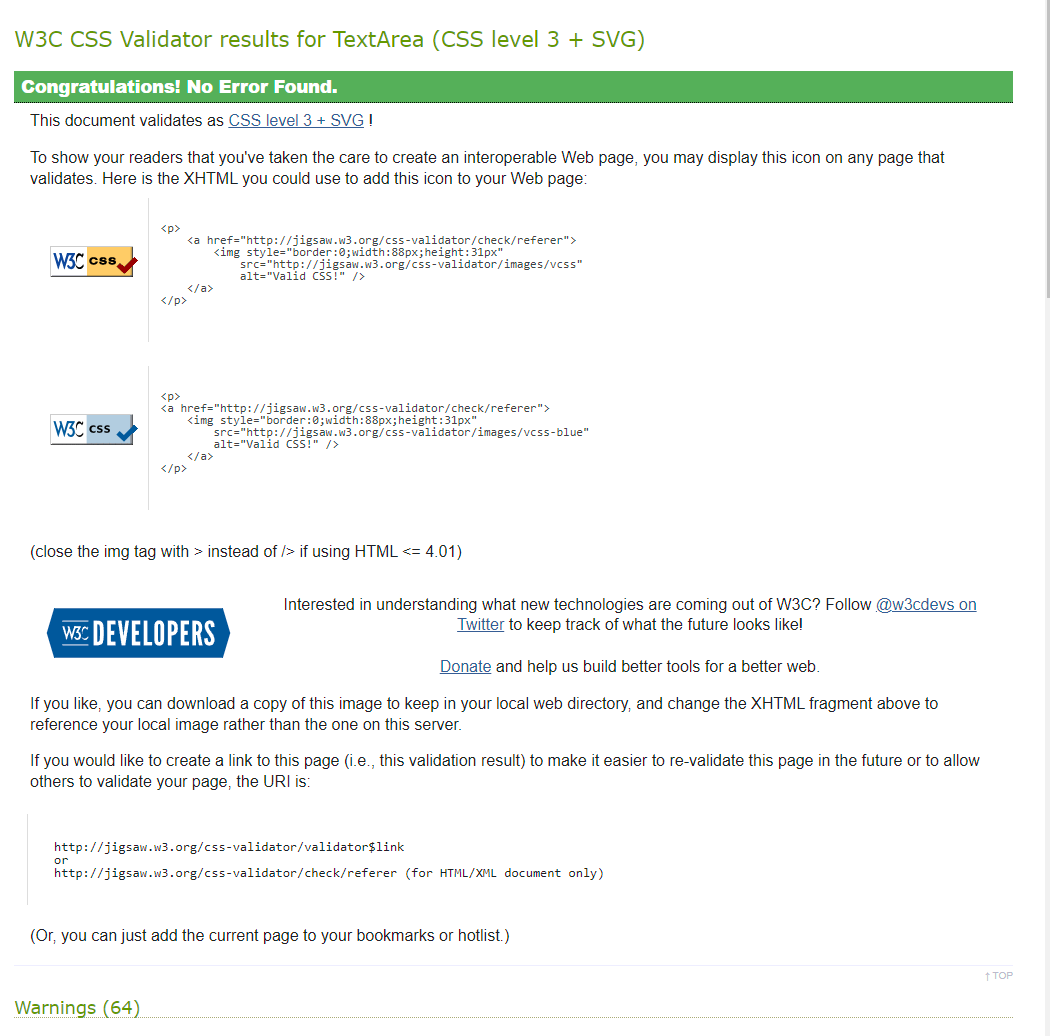 W3C CSS Validator results for TextArea (CSS level 3 + SVG)
Congratulations! No Error Found.
This document validates as CSS level 3 + SVG !
To show your readers that you've taken the care to create an interoperable Web page, you may display this icon on any page that
validates. Here is the XHTML you could use to add this icon to your Web page:
W3C css
<p>
    <a href="http://jigsaw.w3.org/css-validator/check/referer">
        <img style="border:0;width:88px;height:31px"
            src="http://jigsaw.w3.org/css-validator/images/vcss"
            alt="Valid CSS!" />
    </a>
</p>
W3C css
<p>
<a href="http://jigsaw.w3.org/css-validator/check/referer">
    <img style="border:0;width:88px;height:31px"
        src="http://jigsaw.w3.org/css-validator/images/vcss-blue"
        alt="Valid CSS!" />
    </a>
</p>
(close the img tag with > instead of /> if using HTML <= 4.01)
W3C DEVELOPERS
Interested in understanding what new technologies are coming out of W3C? Follow @w3cdevs on
Twitter to keep track of what the future looks like!
Donate and help us build better tools for a better web.
If you like, you can download a copy of this image to keep in your local web directory, and change the XHTML fragment above to
reference your local image rather than the one on this server.
If you would like to create a link to this page (i.e., this validation result) to make it easier to re-validate this page in the future or to allow
others to validate your page, the URI is:
http://jigsaw.w3.org/css-validator/validator$link
or
http://jigsaw.w3.org/css-validator/check/referer (for HTML/XML document only)
(Or, you can just add the current page to your bookmarks or hotlist.)
↑ TOP
Warnings (64)